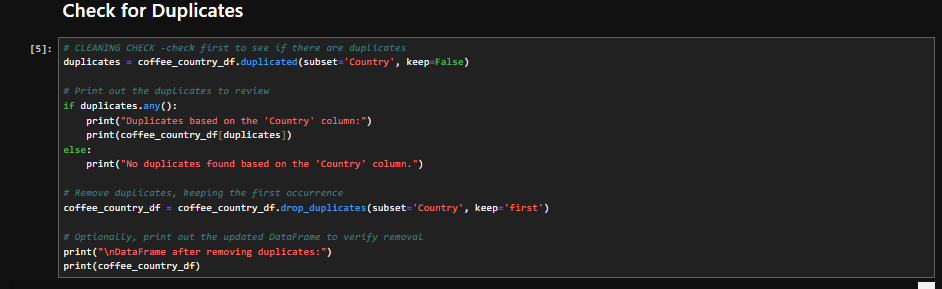 Check for Duplicates
[5]:
# CLEANING CHECK -check first to see if there are duplicates
duplicates = coffee_country_df.duplicated(subset='Country', keep=False)
# Print out the duplicates to review
if duplicates.any():
    print("Duplicates based on the 'Country' column:")
    print(coffee_country_df[duplicates])
else:
    print("No duplicates found based on the 'Country' column.")
# Remove duplicates, keeping the first occurrence
coffee_country_df = coffee_country_df.drop_duplicates(subset='Country', keep='first')
# Optionally, print out the updated DataFrame to verify removal
print("\nDataFrame after removing duplicates:")
print(coffee_country_df)